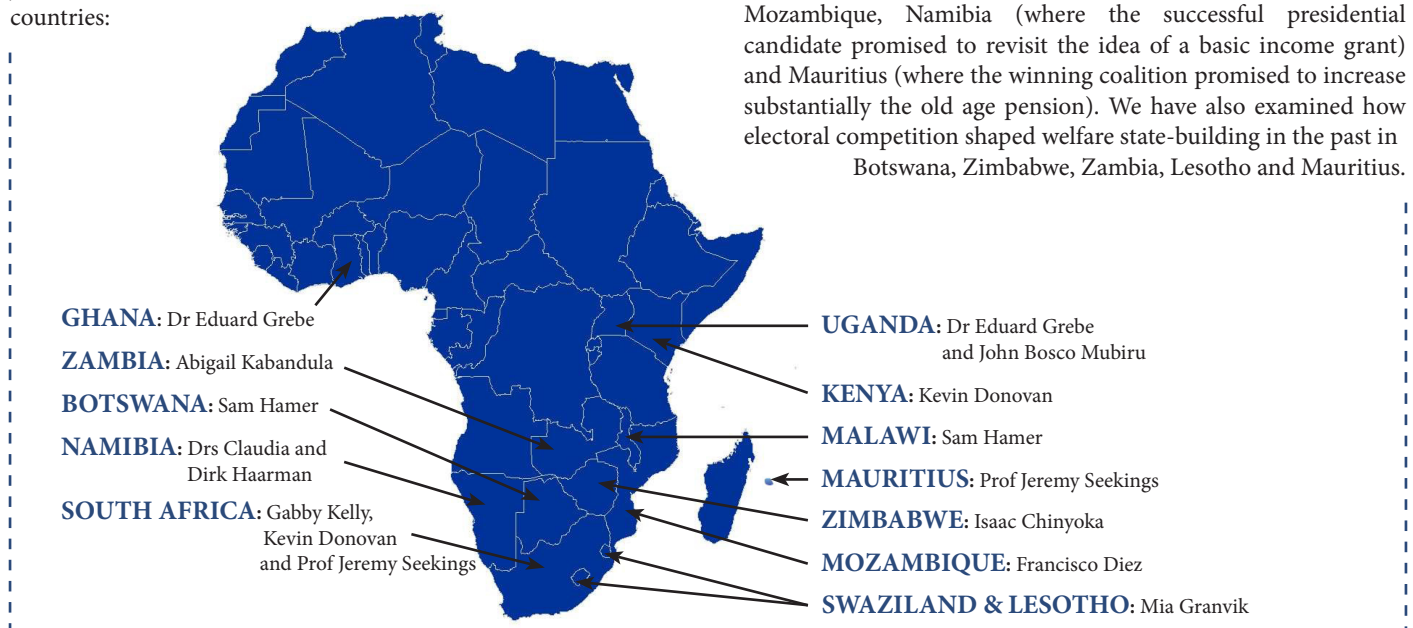 countries:
Mozambique, Namibia (where the successful presidential
candidate promised to revisit the idea of a basic income grant)
and Mauritius (where the winning coalition promised to increase
substantially the old age pension). We have also examined how
electoral competition shaped welfare state-building in the past in
Botswana, Zimbabwe, Zambia, Lesotho and Mauritius.
GHANA: Dr Eduard Grebe
ZAMBIA: Abigail Kabandula
BOTSWANA: Sam Hamer
NAMIBIA: Drs Claudia and
Dirk Haarman
SOUTH AFRICA: Gabby Kelly,
Kevin Donovan
and Prof Jeremy Seekings
UGANDA: Dr Eduard Grebe
and John Bosco Mubiru
KENYA: Kevin Donovan
MALAWI: Sam Hamer
MAURITIUS: Prof Jeremy Seekings
ZIMBABWE: Isaac Chinyoka
MOZAMBIQUE: Francisco Diez
SWAZILAND & LESOTHO: Mia Granvik